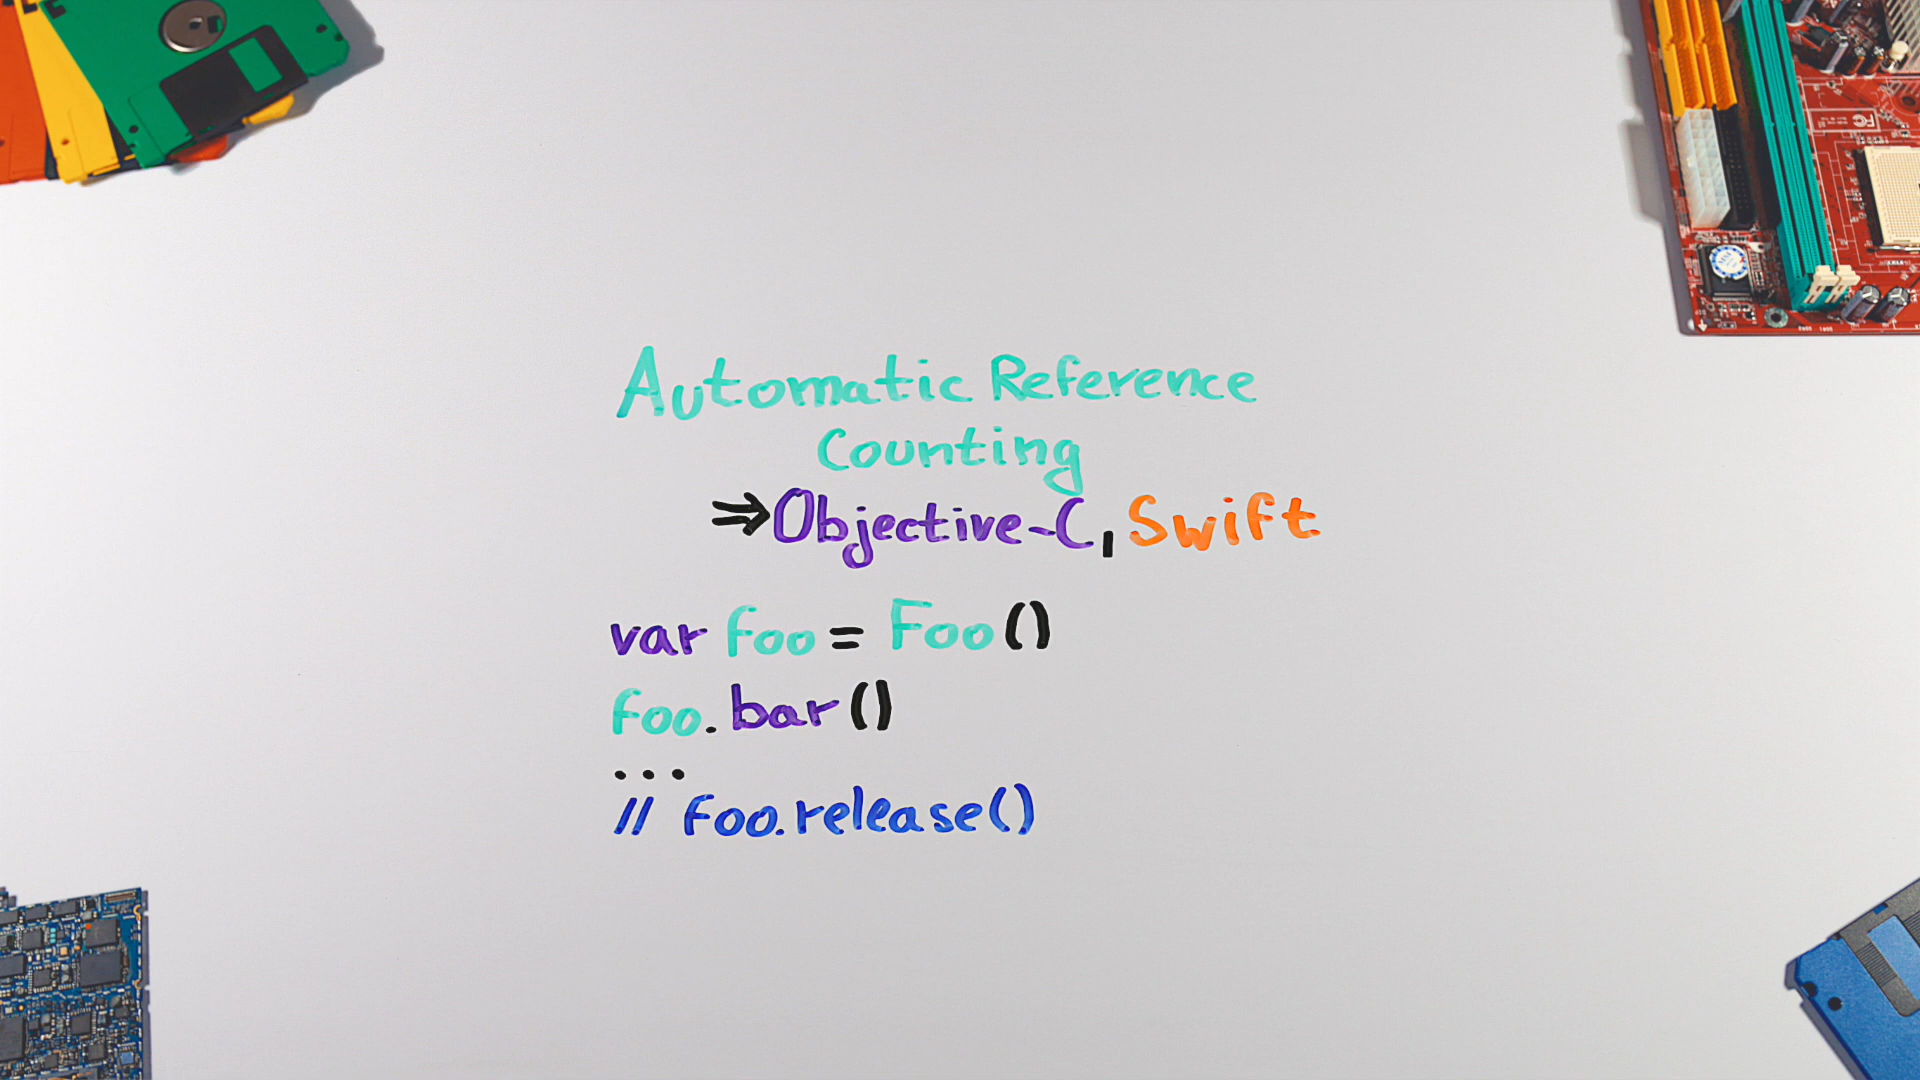 Automatic Reference
Counting
⇒ Objective-C, Swift
var foo = Foo()
foo.bar()
...
// foo.release()